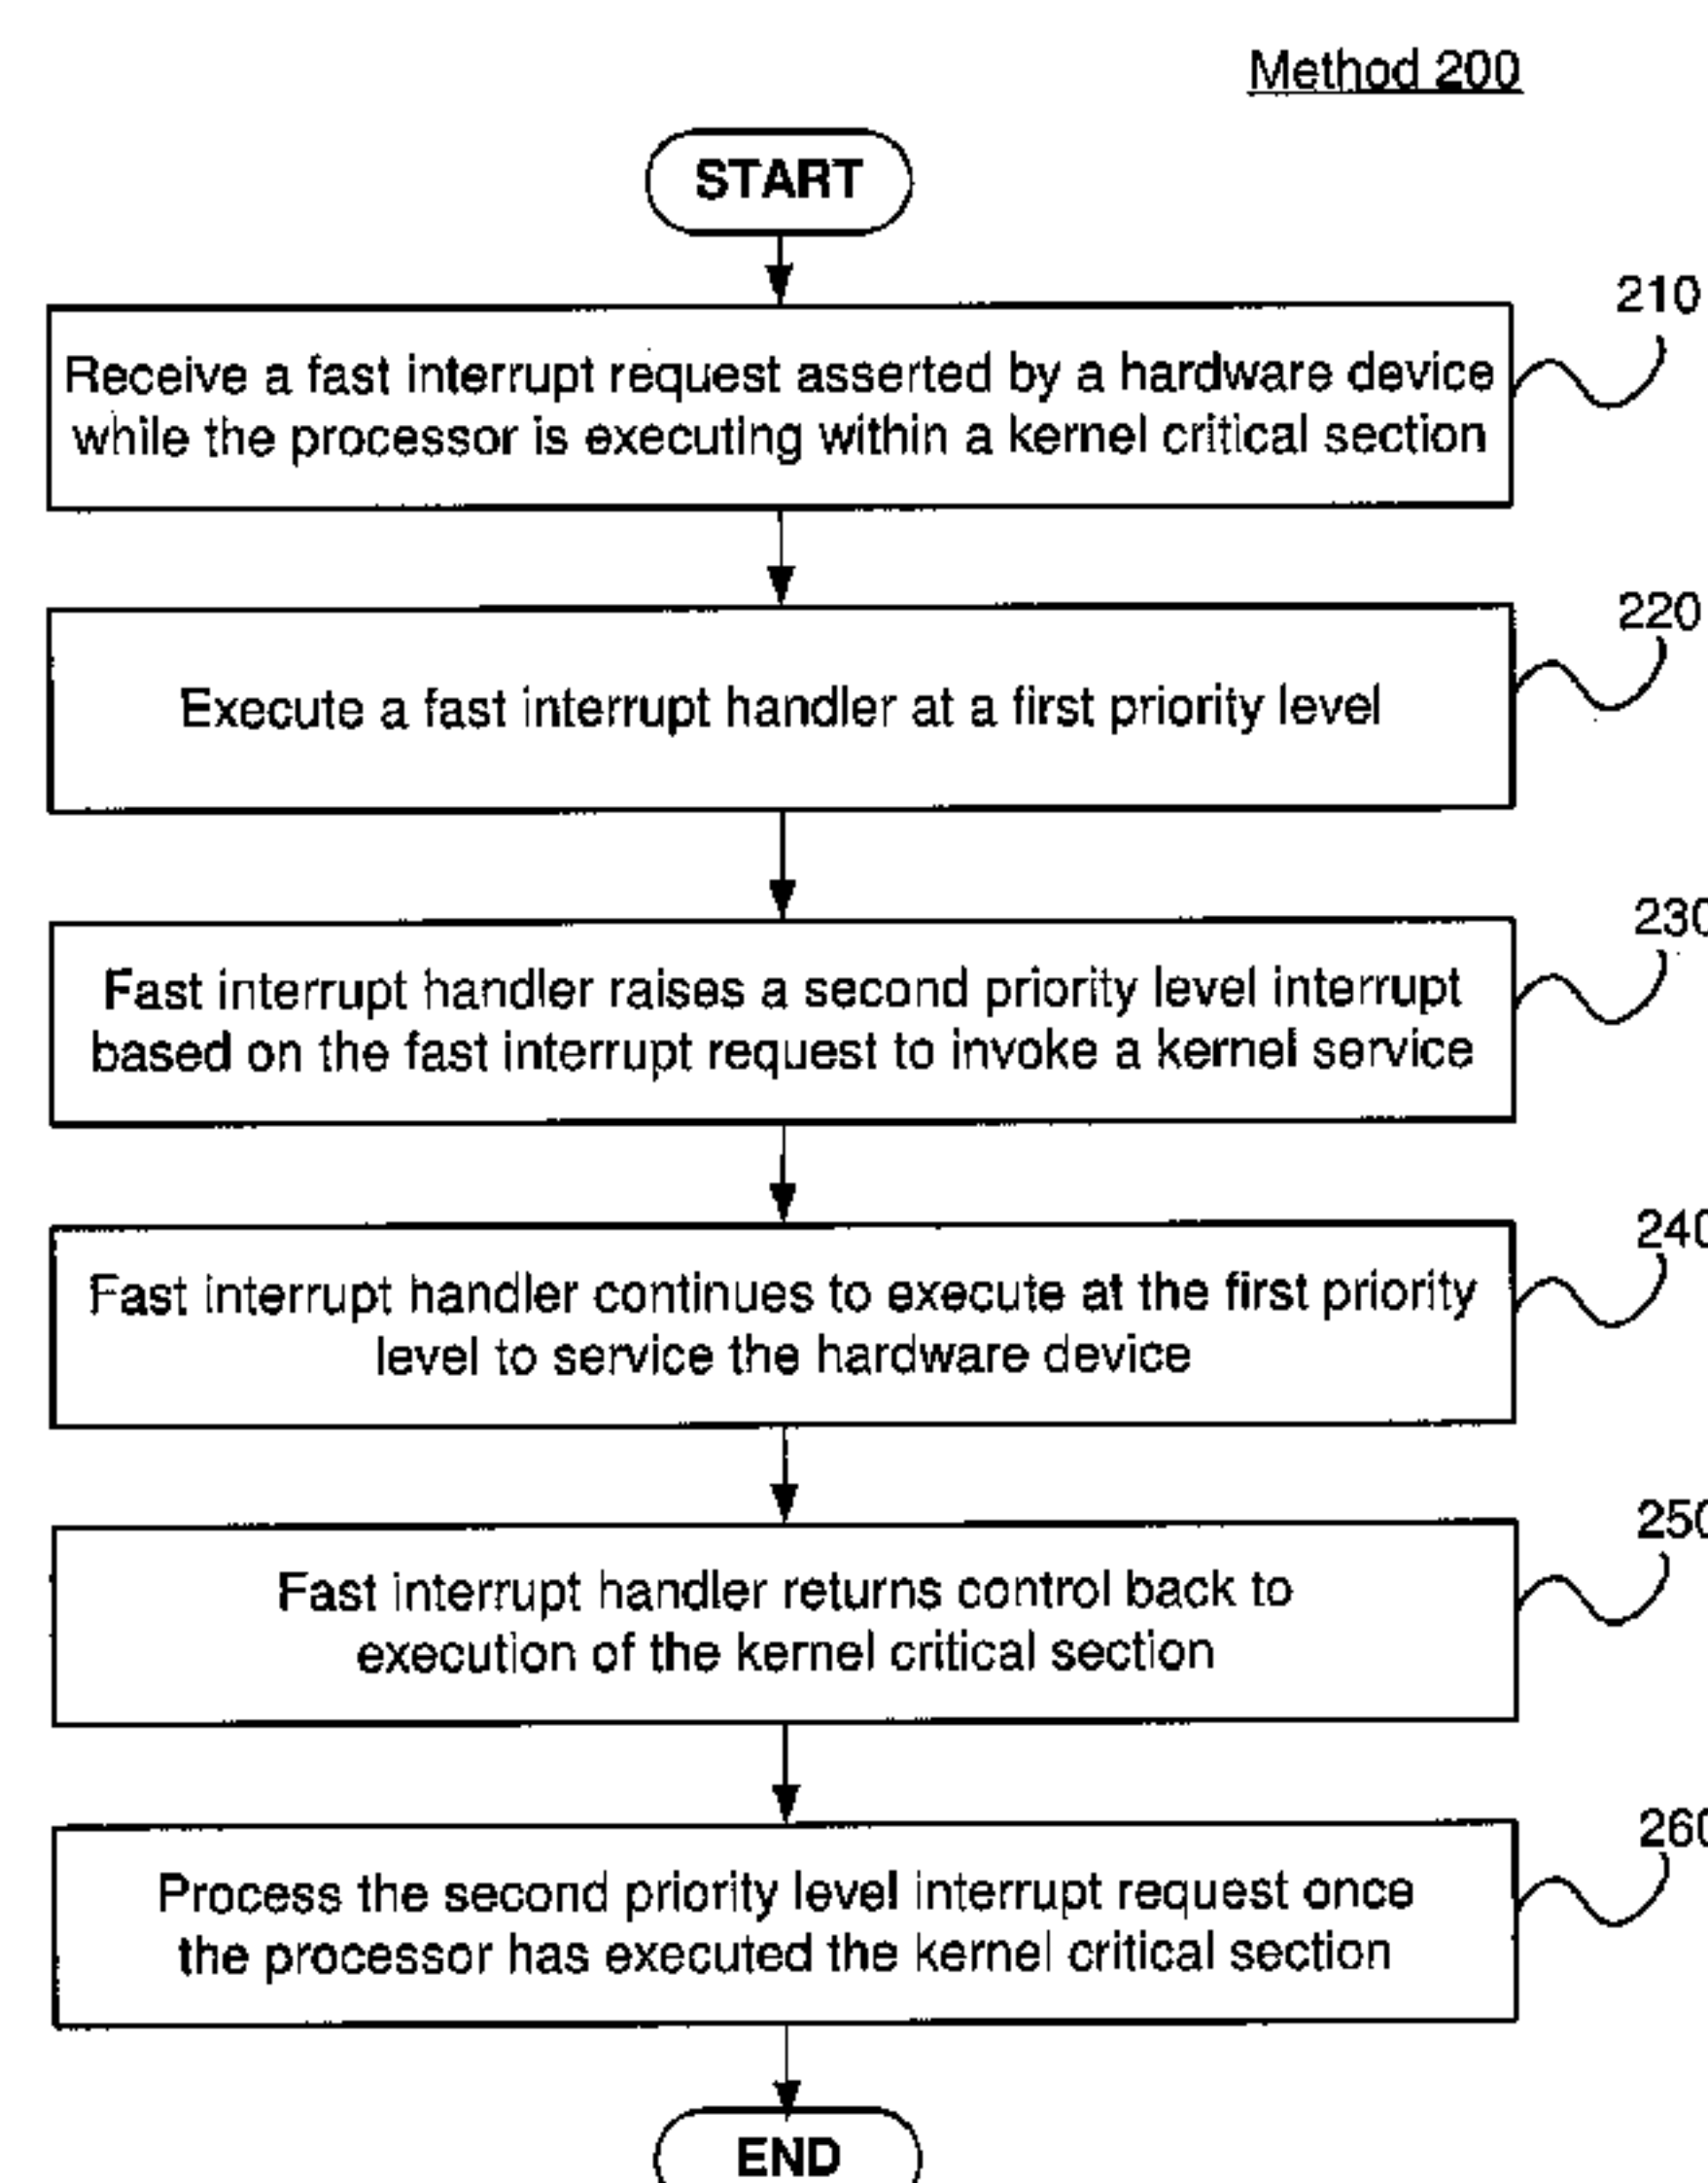 Method 200
START
210
Receive a fast interrupt request asserted by a hardware device
while the processor is executing within a kernel critical section
220
Execute a fast interrupt handler at a first priority level
230
Fast interrupt handler raises a second priority level interrupt
based on the fast interrupt request to invoke a kernel service
240
Fast interrupt handler continues to execute at the first priority
level to service the hardware device
250
Fast interrupt handler returns control back to
execution of the kernel critical section
260
Process the second priority level interrupt request once
the processor has executed the kernel critical section
END